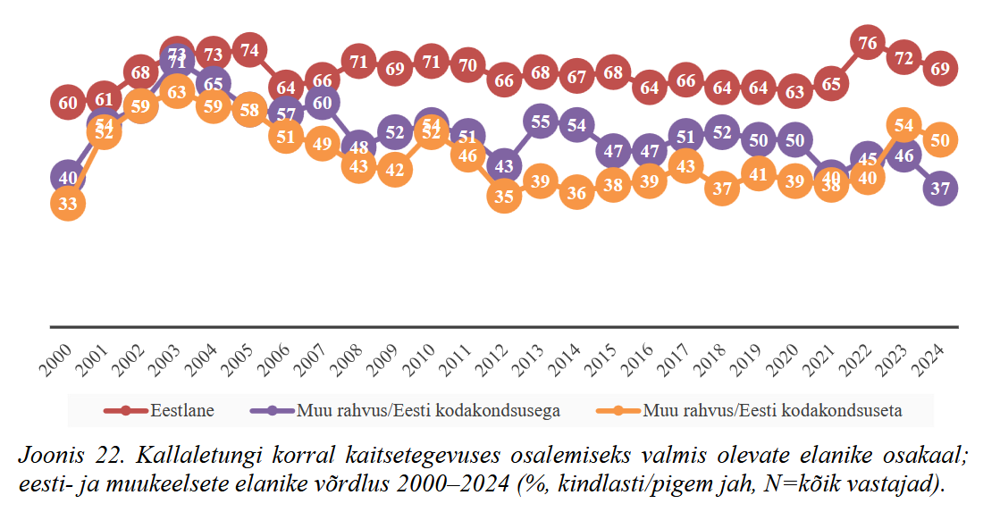 60 61 68 73 73 74 64 66 71 69 71 70 66 68 67 68 64 66 64 64 63 65 76 72 69
40 54 71 65 57 60 48 52 54 51 43 55 54 47 47 51 52 50 50 40 45 46 37
33 52 59 63 59 58 51 49 43 42 52 46 35 39 36 38 39 43 37 41 39 38 40 54 50
2000 2001 2002 2003 2004 2005 2006 2007 2008 2009 2010 2011 2012 2013 2014 2015 2016 2017 2018 2019 2020 2021 2022 2023 2024
Eestlane Muu rahvus/Eesti kodakondsusega Muu rahvus/Eesti kodakondsuseta
Joonis 22. Kallaletungi korral kaitsetegevuses osalemiseks valmis olevate elanike osakaal;
eesti- ja muukeelsete elanike võrdlus 2000–2024 (%, kindlasti/pigem jah, N=kõik vastajad).